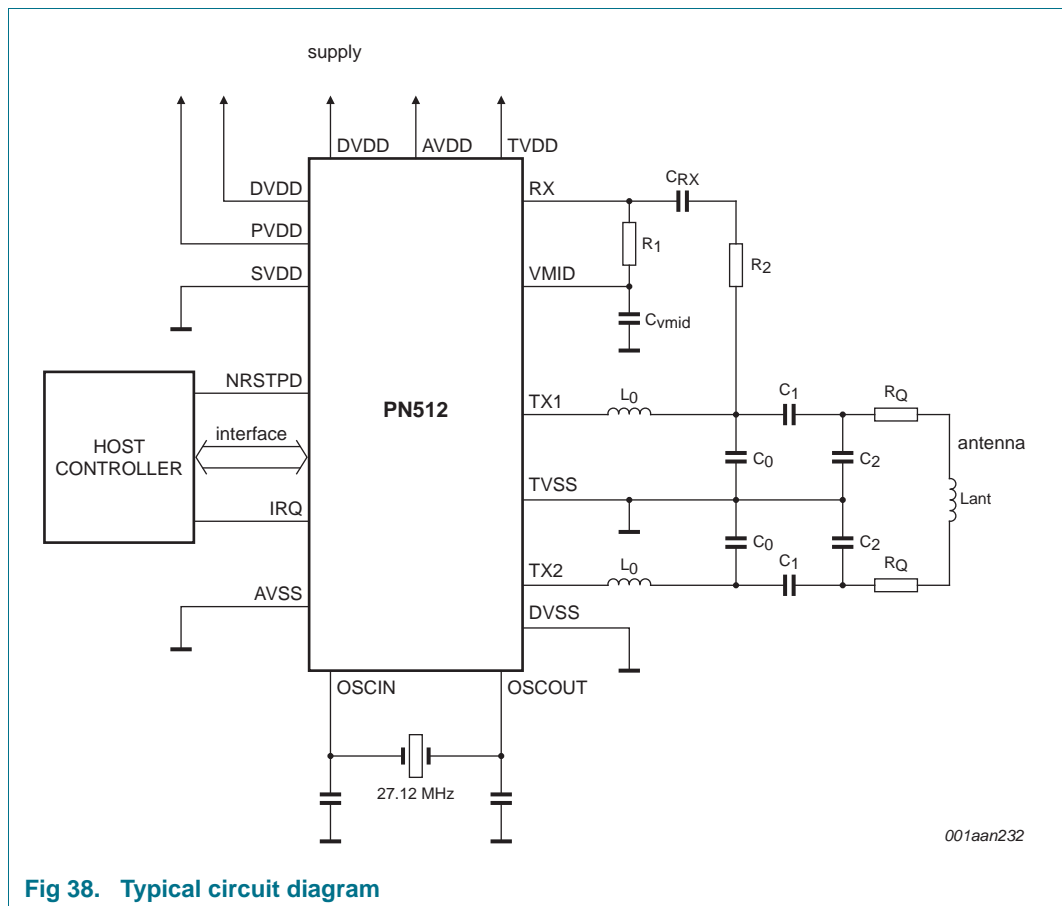 supply
DVDD
AVDD
TVDD
DVDD
PVDD
SVDD
RX
CRX
R1
R2
VMID
Cvmid
NRSTPD
HOST
CONTROLLER
interface
IRQ
PN512
TX1
L0
C1
RQ
antenna
C0
C2
TVSS
Lant
C0
C2
TX2
L0
C1
RQ
AVSS
DVSS
OSCIN
OSCOUT
27.12 MHz
001aan232
Fig 38. Typical circuit diagram